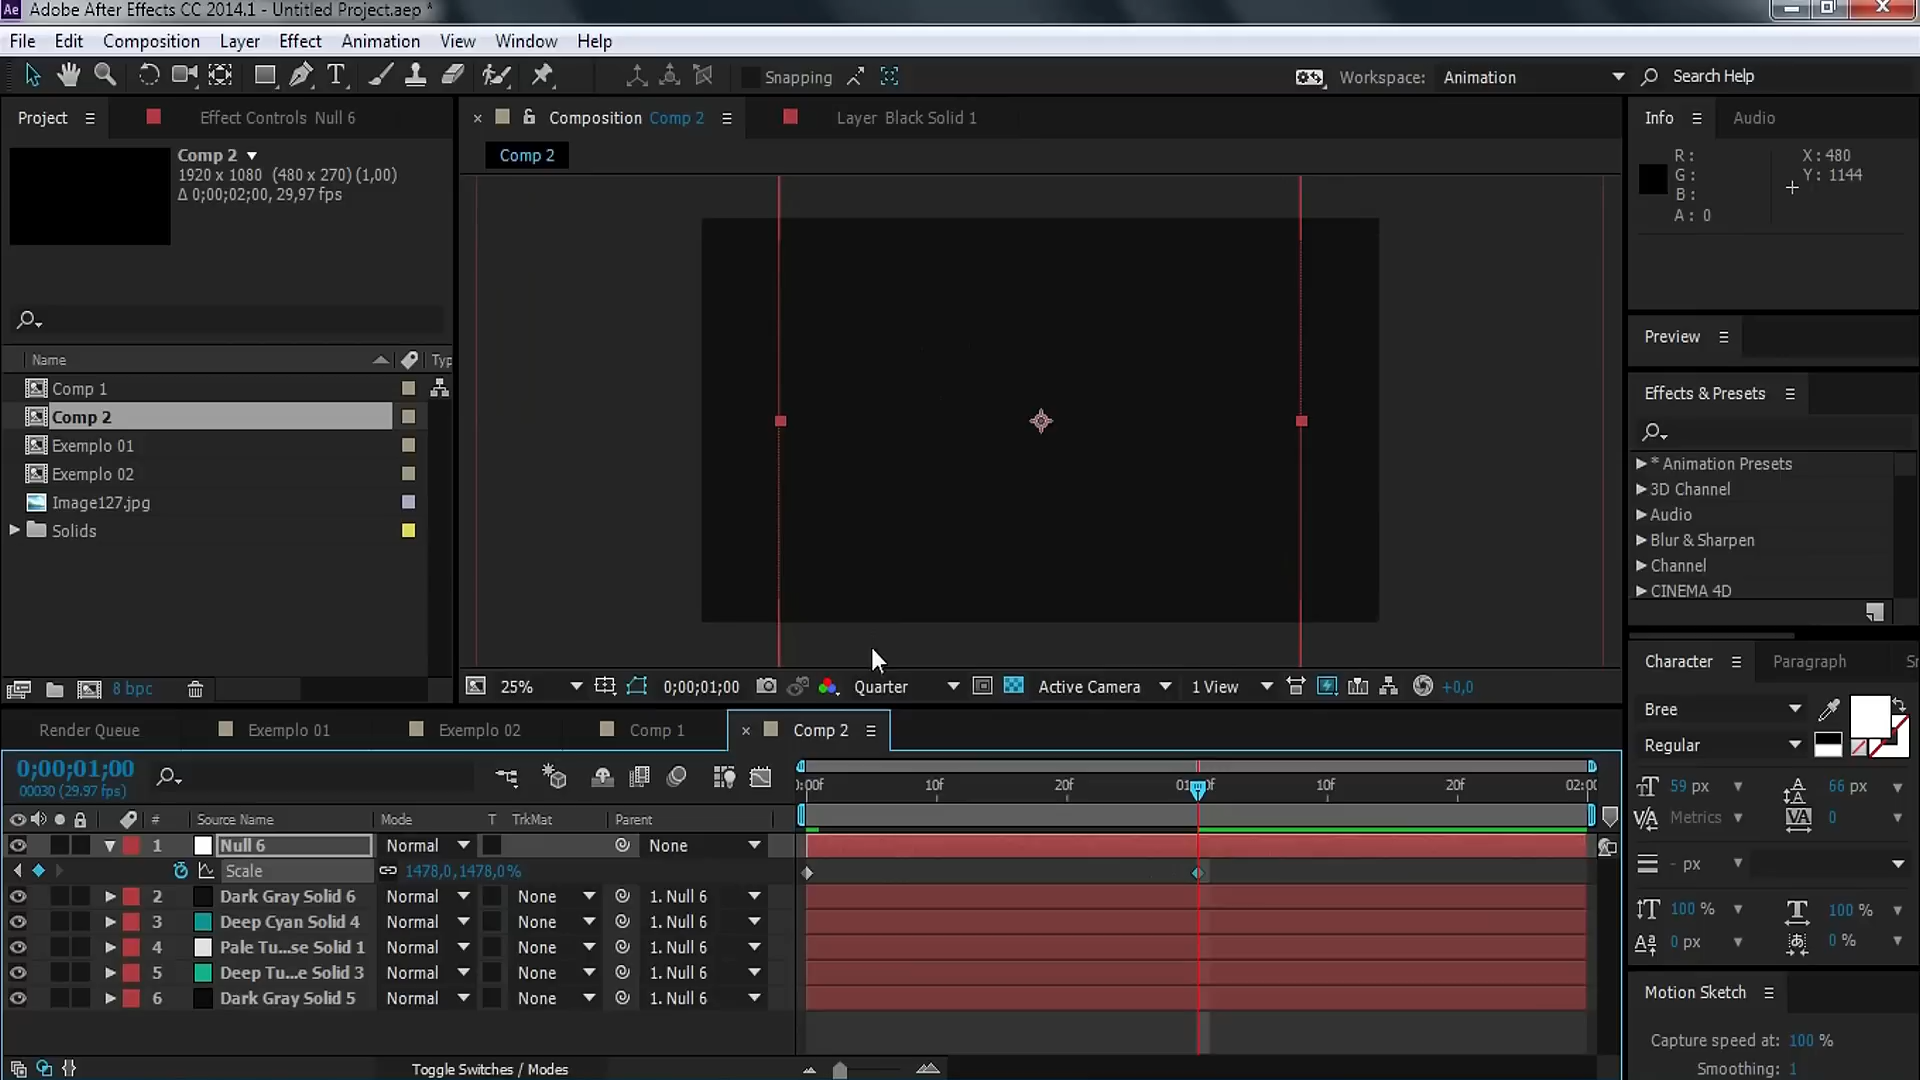 Ae Adobe After Effects CC 2014.1 - Untitled Project.aep *
File Edit Composition Layer Effect Animation View Window Help
Snapping Workspace: Animation Search Help
Project Effect Controls Null 6 Composition Comp 2 Layer Black Solid 1 Info Audio
Comp 2
1920 x 1080 (480 x 270) (1,00)
Δ 0;00;02;00, 29,97 fps
Comp 2
R:
G:
B:
A: 0
X: 480
Y: 1144
Preview
Effects & Presets
* Animation Presets
3D Channel
Audio
Blur & Sharpen
Channel
CINEMA 4D
Name Typ
Comp 1
Comp 2
Exemplo 01
Exemplo 02
Image127.jpg
Solids
8 bpc
25% 0;00;01;00 Quarter Active Camera 1 View +0,0
Character Paragraph
Bree
Regular
59 px 66 px
Metrics 0
- px
100 % 100 %
0 px 0 %
Motion Sketch
Capture speed at: 100 %
Smoothing: 1
Render Queue Exemplo 01 Exemplo 02 Comp 1 Comp 2
0;00;01;00
00030 (29.97 fps)
10f 20f 10f 20f
# Source Name Mode T TrkMat Parent
1 Null 6 Normal None
Scale 1478,0,1478,0%
2 Dark Gray Solid 6 Normal None 1. Null 6
3 Deep Cyan Solid 4 Normal None 1. Null 6
4 Pale Tu...se Solid 1 Normal None 1. Null 6
5 Deep Tu...e Solid 3 Normal None 1. Null 6
6 Dark Gray Solid 5 Normal None 1. Null 6
Toggle Switches / Modes